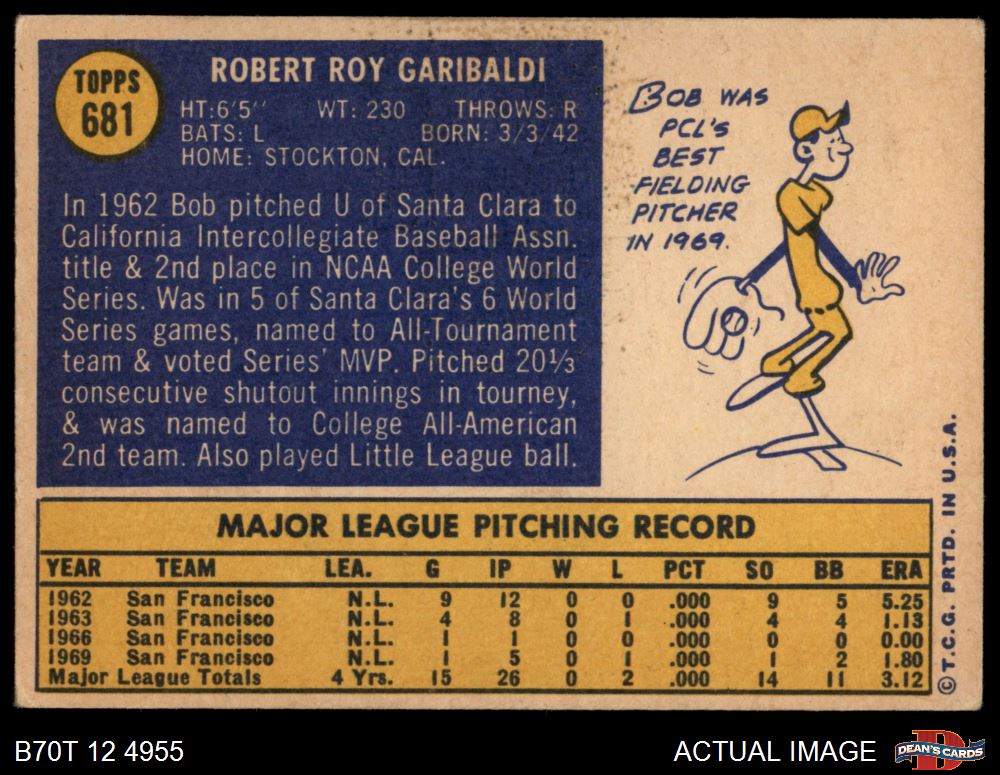 TOPPS
681
ROBERT ROY GARIBALDI
HT: 6'5'' WT: 230 THROWS: R
BATS: L BORN: 3/3/42
HOME: STOCKTON, CAL.
In 1962 Bob pitched U of Santa Clara to
California Intercollegiate Baseball Assn.
title & 2nd place in NCAA College World
Series. Was in 5 of Santa Clara's 6 World
Series games, named to All-Tournament
team & voted Series' MVP. Pitched 20⅓
consecutive shutout innings in tourney,
& was named to College All-American
2nd team. Also played Little League ball.
BOB WAS
PCL'S
BEST
FIELDING
PITCHER
IN 1969.
MAJOR LEAGUE PITCHING RECORD
YEAR TEAM LEA. G IP W L PCT SO BB ERA
1962 San Francisco N.L. 9 12 0 0 .000 9 5 5.25
1963 San Francisco N.L. 4 8 0 1 .000 4 4 1.13
1966 San Francisco N.L. 1 1 0 0 .000 0 0 0.00
1969 San Francisco N.L. 1 5 0 1 .000 1 2 1.80
Major League Totals 4 Yrs. 15 26 0 2 .000 14 11 3.12
© T.C.G. PRTD. IN U.S.A.
B70T 12 4955
ACTUAL IMAGE
DEAN'S CARDS